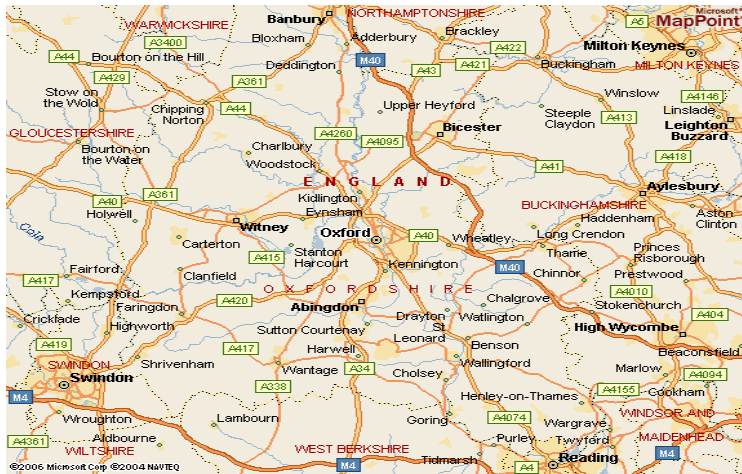 WARWICKSHIRE
Banbury
NORTHAMPTONSHIRE
A5
Microsoft®
MapPoint®
A3400
Bloxham
Adderbury
Brackley
A44
Bourton on the Hill
A422
Milton Keynes
Deddington
M40
A421
Buckingham
MILTON KEYNES
A429
A361
A43
Stow on
the Wold
Chipping
Norton
A44
Upper Heyford
Winslow
A4146
Steeple
Claydon
A413
Linslade
Leighton
Buzzard
GLOUCESTERSHIRE
A4260
A4095
Bicester
Bourton on
the Water
Charlbury
Woodstock
A41
A418
ENGLAND
Aylesbury
A361
A40
Kidlington
BUCKINGHAMSHIRE
Holwell
Eynsham
Haddenham
Aston
Clinton
Witney
Oxford
A40
Wheatley
Long Crendon
Coln
Carterton
A415
Stanton
Harcourt
Thame
Princes
Risborough
Fairford
Clanfield
Kennington
M40
Chinnor
Prestwood
A417
Kempsford
OXFORDSHIRE
A4010
Faringdon
A420
Abingdon
Chalgrove
Stokenchurch
A404
Cricklade
Highworth
Sutton Courtenay
Drayton
St.
Leonard
Watlington
High Wycombe
A419
A417
Harwell
Benson
Beaconsfield
SWINDON
Shrivenham
Wantage
A34
Wallingford
Marlow
Swindon
A338
Cholsey
A4094
M4
Henley-on-Thames
A4155
Cookham
Wroughton
Lambourn
Goring
A4074
Wargrave
WINDSOR AND
MAIDENHEAD
A4361
Aldbourne
Purley
Twyford
WILTSHIRE
WEST BERKSHIRE
M4
Tidmarsh
A4
Reading
M4
©2006 Microsoft Corp ©2004 NAVTEQ